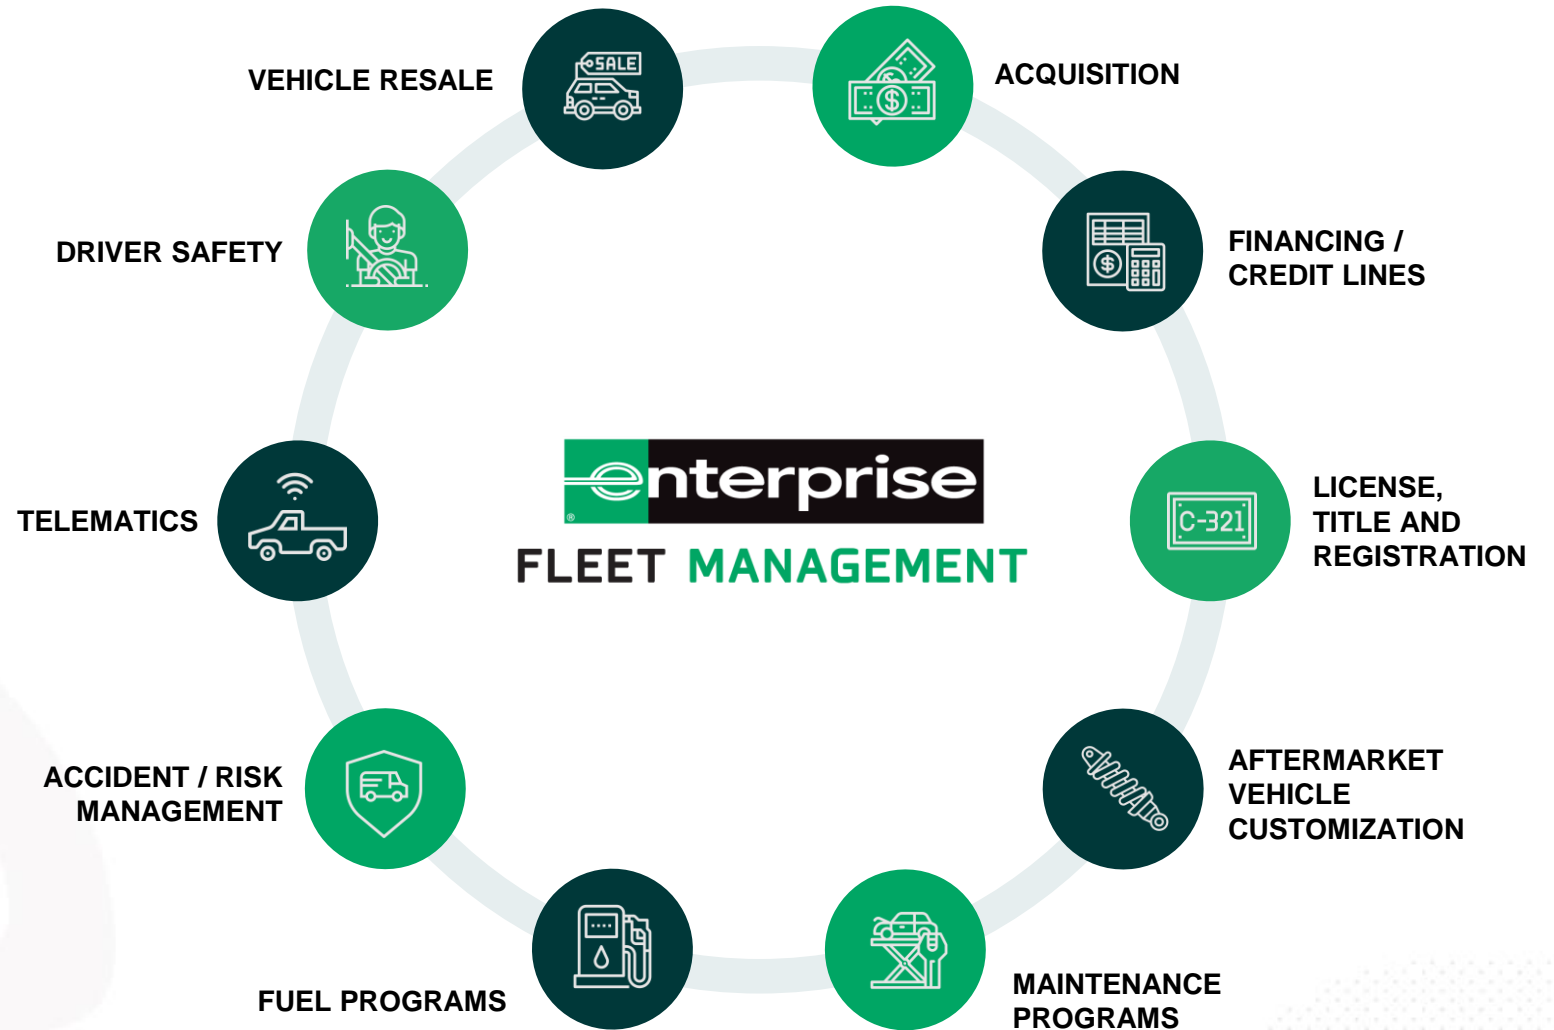 VEHICLE RESALE
SALE
ACQUISITION
$
DRIVER SAFETY
FINANCING /
CREDIT LINES
$
enterprise
®
FLEET MANAGEMENT
TELEMATICS
C-321
LICENSE,
TITLE AND
REGISTRATION
ACCIDENT / RISK
MANAGEMENT
AFTERMARKET
VEHICLE
CUSTOMIZATION
FUEL PROGRAMS
MAINTENANCE
PROGRAMS